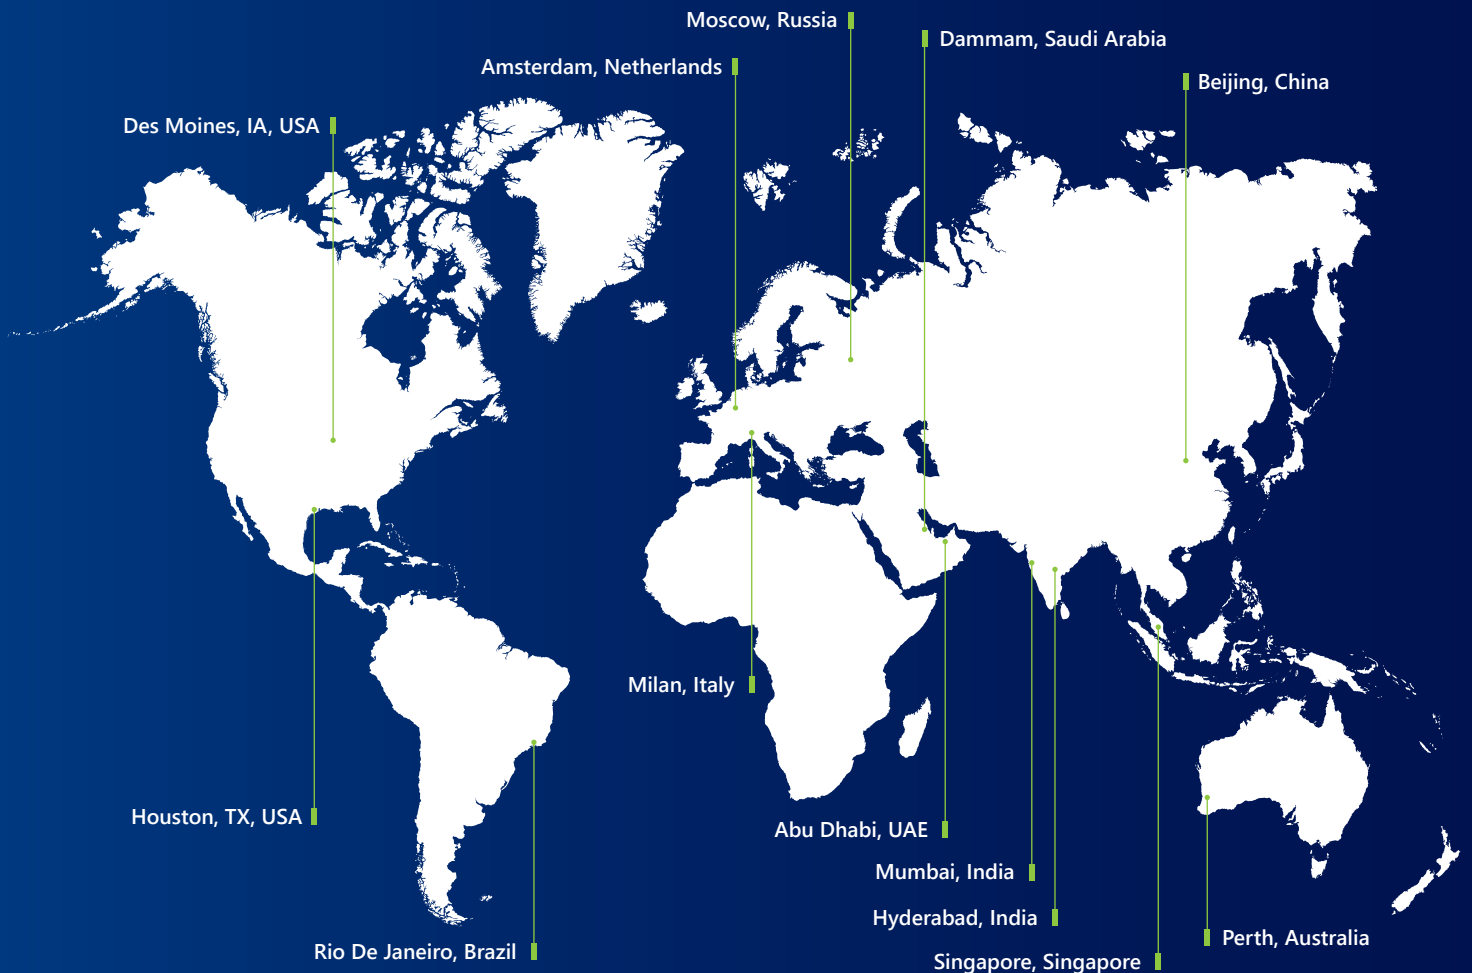 Moscow, Russia
Dammam, Saudi Arabia
Amsterdam, Netherlands
Beijing, China
Des Moines, IA, USA
Milan, Italy
Houston, TX, USA
Abu Dhabi, UAE
Mumbai, India
Hyderabad, India
Perth, Australia
Rio De Janeiro, Brazil
Singapore, Singapore